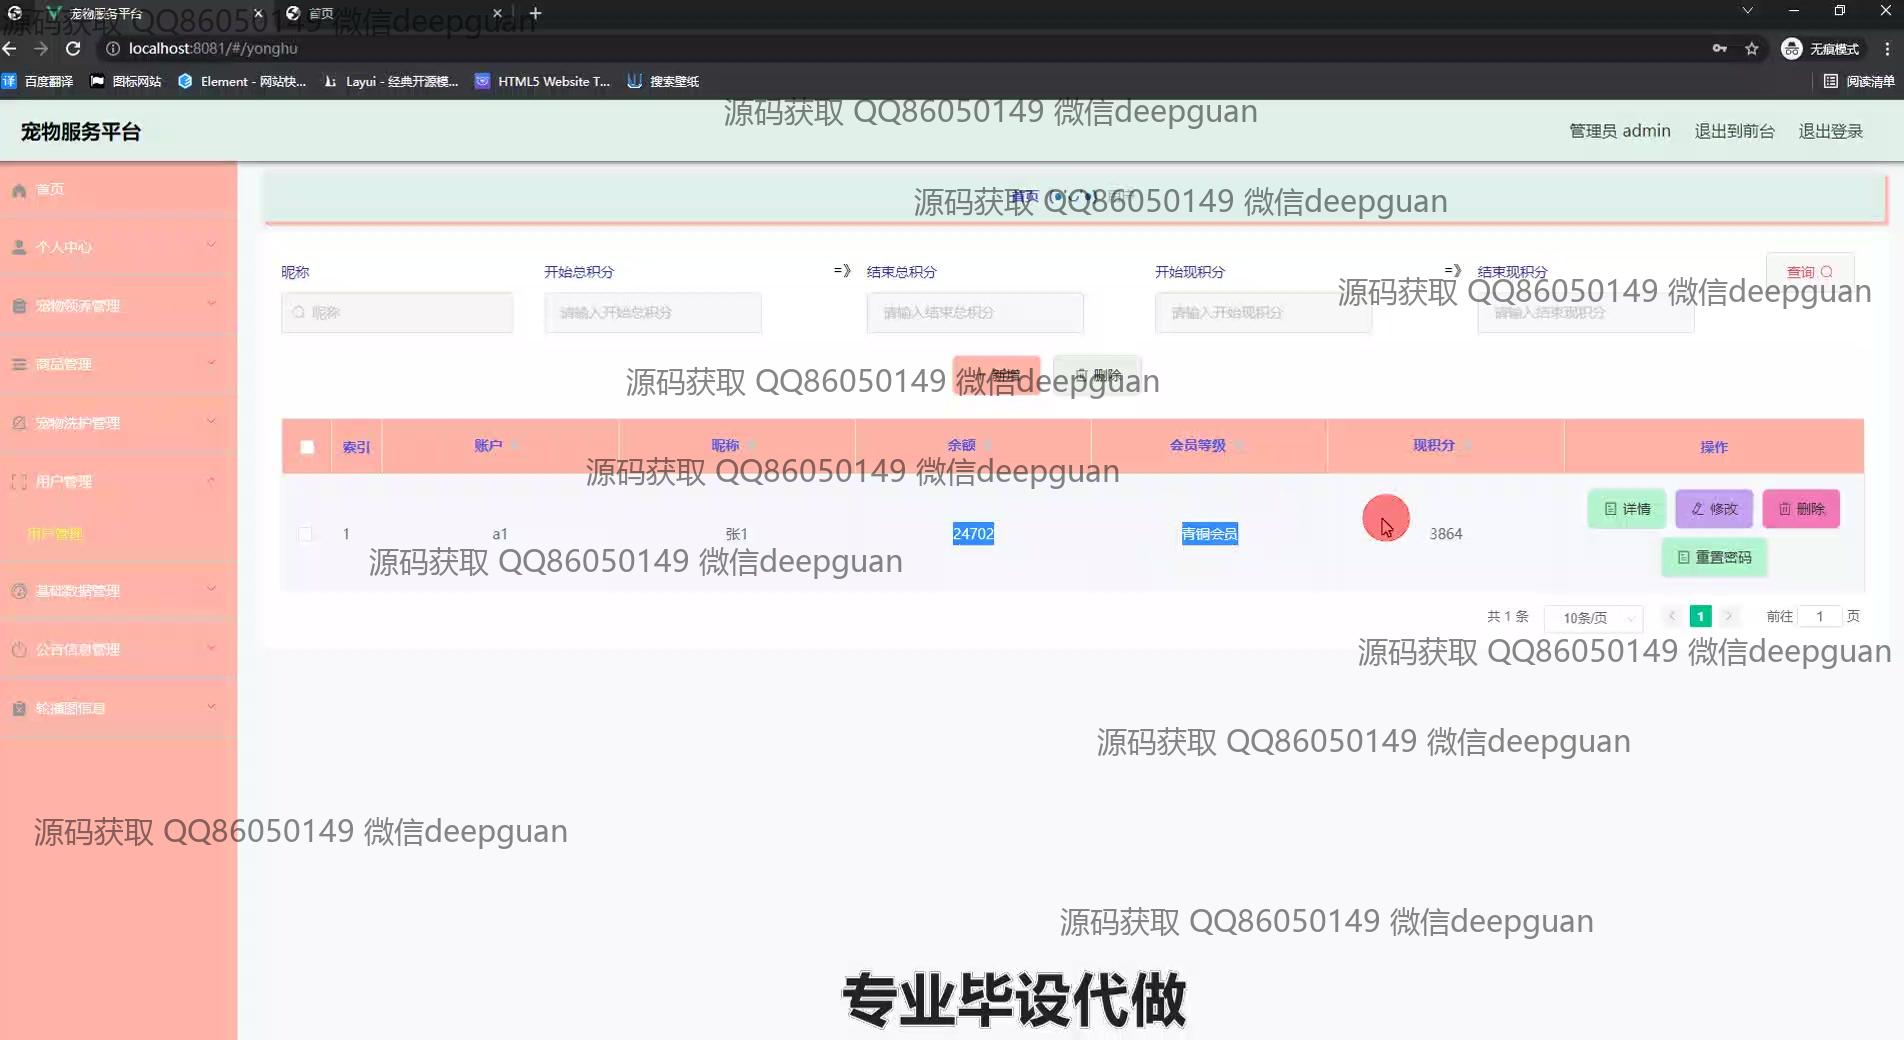 宠物服务平台
首页
源码获取 QQ86050149 微信deepguan
localhost:8081/#/yonghu
无痕模式
百度翻译
图标网站
Element - 网站快...
Layui - 经典开源模...
HTML5 Website T...
搜索壁纸
阅读清单
源码获取 QQ86050149 微信deepguan
宠物服务平台
管理员 admin
退出到前台
退出登录
首页
源码获取 QQ86050149 微信deepguan
首页
个人中心
宠物领养管理
商品管理
宠物洗护管理
用户管理
用户管理
基础数据管理
公告信息管理
轮播图信息
昵称
开始总积分
=》
结束总积分
开始现积分
=》
结束现积分
查询
源码获取 QQ86050149 微信deepguan
昵称
请输入开始总积分
请输入结束总积分
请输入开始现积分
请输入结束现积分
+ 新增
删除
源码获取 QQ86050149 微信deepguan
索引
账户
昵称
余额
会员等级
现积分
操作
源码获取 QQ86050149 微信deepguan
1
a1
张1
24702
青铜会员
3864
详情
修改
删除
重置密码
源码获取 QQ86050149 微信deepguan
共 1 条
10条/页
1
前往
1
页
源码获取 QQ86050149 微信deepguan
源码获取 QQ86050149 微信deepguan
源码获取 QQ86050149 微信deepguan
源码获取 QQ86050149 微信deepguan
专业毕设代做